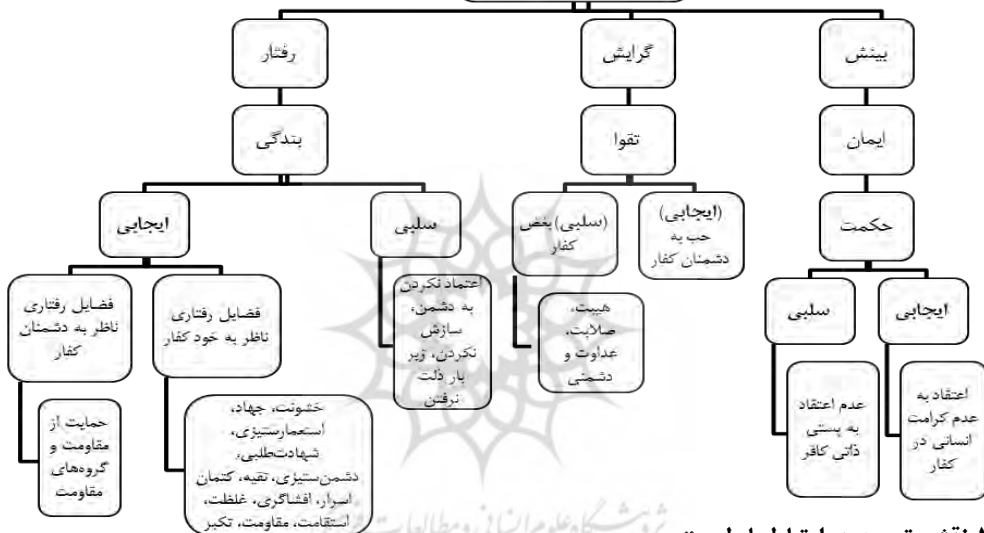 بینش
گرایش
رفتار
ایمان
تقوا
بندگی
حکمت
(ایجابی)
حب به
دشمنان کفار
(سلبی) بغض
کفار
سلبی
ایجابی
ایجابی
سلبی
هیبت،
صلابت،
عداوت و
دشمنی
اعتماد نکردن
به دشمن،
سازش
نکردن، زیر
بار ذلت
نرفتن
فضایل رفتاری
ناظر به خود کفار
فضایل رفتاری
ناظر به دشمنان
کفار
اعتقاد به
عدم کرامت
انسانی در
کفار
عدم اعتقاد
به پستی
ذاتی کافر
خشونت، جهاد،
استعمارستیزی،
شهادت‌طلبی،
دشمن‌ستیزی، تقیه، کتمان
اسرار، افشاگری، غلظت،
استقامت، مقاومت، تکبر
حمایت از
مقاومت و
گروه‌های
مقاومت
پژوهشگاه علوم انسانی و مطالعات